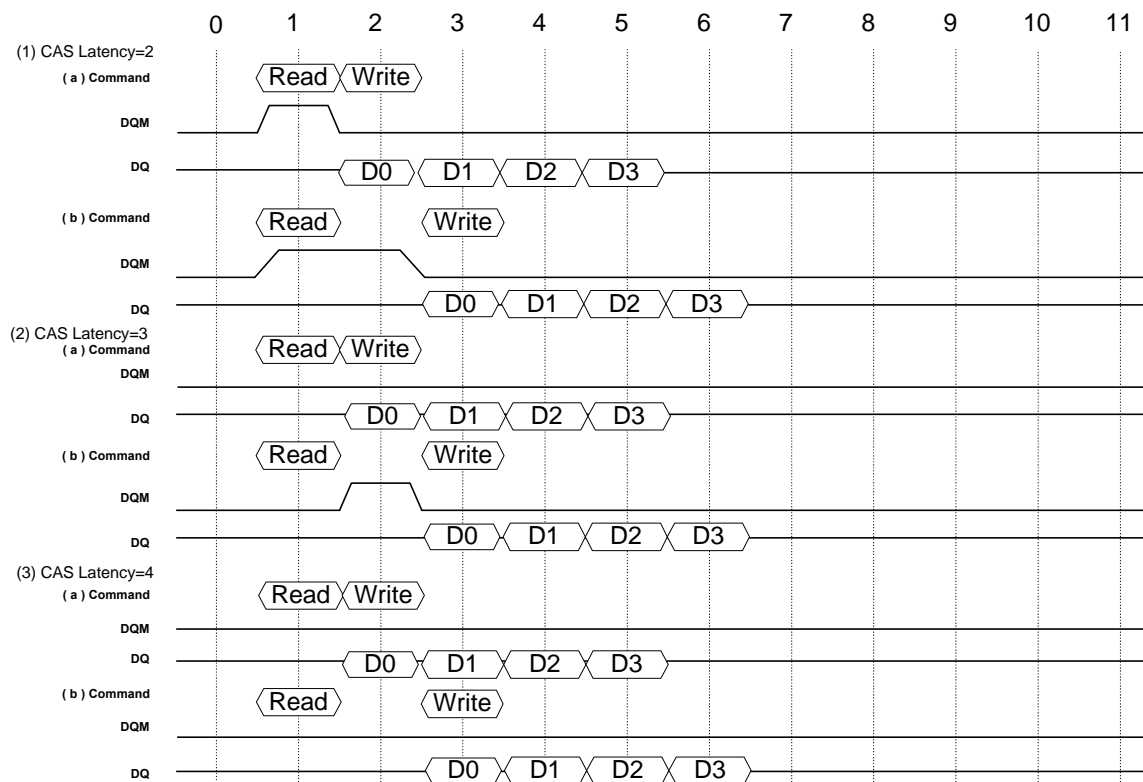 0 1 2 3 4 5 6 7 8 9 10 11
(1) CAS Latency=2
( a ) Command Read Write
DQM
DQ D0 D1 D2 D3
( b ) Command Read Write
DQM
DQ D0 D1 D2 D3
(2) CAS Latency=3
( a ) Command Read Write
DQM
DQ D0 D1 D2 D3
( b ) Command Read Write
DQM
DQ D0 D1 D2 D3
(3) CAS Latency=4
( a ) Command Read Write
DQM
DQ D0 D1 D2 D3
( b ) Command Read Write
DQM
DQ D0 D1 D2 D3